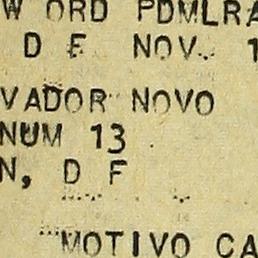 W ORD PDMLRA
D F NOV. 1
VADOR NOVO
NUM 13
N, D F
MOTIVO CA